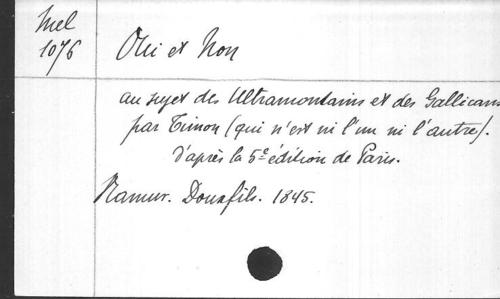 Mel
1076
Oui et Non
au sujet des Ultramontains et des Gallicans
par Timon (qui n'est ni l'un ni l'autre).
d'après la 5e édition de Paris.
Namur. Douxfils. 1845.